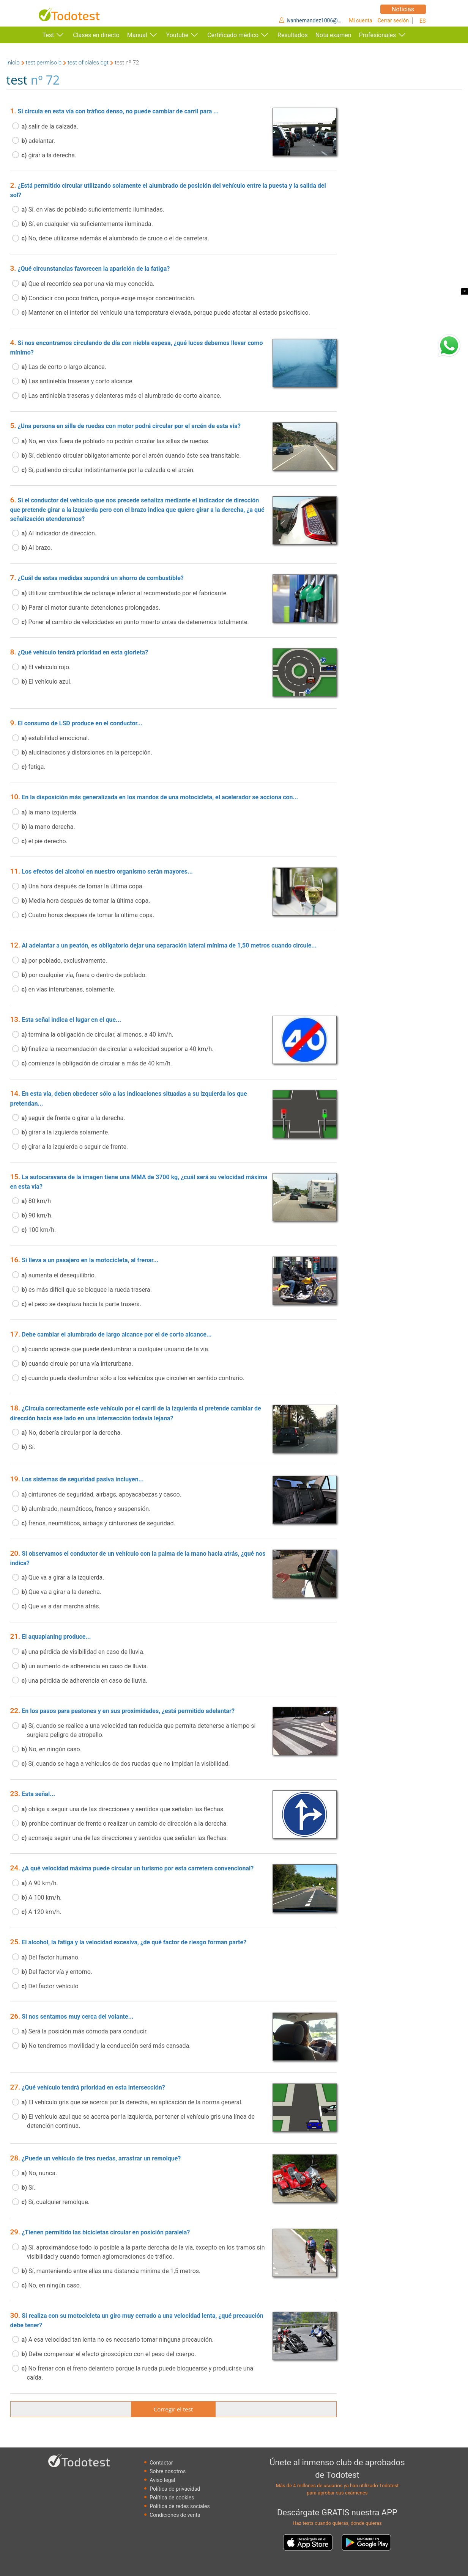 Todotest
Noticias
ivanhernandez1006@...
Mi cuenta
Cerrar sesión
ES
Test
Clases en directo
Manual
Youtube
Certificado médico
Resultados
Nota examen
Profesionales
Inicio > test permiso b > test oficiales dgt > test nº 72
test nº 72
1. Si circula en esta vía con tráfico denso, no puede cambiar de carril para ...
a) salir de la calzada.
b) adelantar.
c) girar a la derecha.
2. ¿Está permitido circular utilizando solamente el alumbrado de posición del vehículo entre la puesta y la salida del
sol?
a) Sí, en vías de poblado suficientemente iluminadas.
b) Sí, en cualquier vía suficientemente iluminada.
c) No, debe utilizarse además el alumbrado de cruce o el de carretera.
3. ¿Qué circunstancias favorecen la aparición de la fatiga?
a) Que el recorrido sea por una vía muy conocida.
b) Conducir con poco tráfico, porque exige mayor concentración.
c) Mantener en el interior del vehículo una temperatura elevada, porque puede afectar al estado psicofísico.
4. Si nos encontramos circulando de día con niebla espesa, ¿qué luces debemos llevar como
mínimo?
a) Las de corto o largo alcance.
b) Las antiniebla traseras y corto alcance.
c) Las antiniebla traseras y delanteras más el alumbrado de corto alcance.
5. ¿Una persona en silla de ruedas con motor podrá circular por el arcén de esta vía?
a) No, en vías fuera de poblado no podrán circular las sillas de ruedas.
b) Sí, debiendo circular obligatoriamente por el arcén cuando éste sea transitable.
c) Sí, pudiendo circular indistintamente por la calzada o el arcén.
6. Si el conductor del vehículo que nos precede señaliza mediante el indicador de dirección
que pretende girar a la izquierda pero con el brazo indica que quiere girar a la derecha, ¿a qué
señalización atenderemos?
a) Al indicador de dirección.
b) Al brazo.
7. ¿Cuál de estas medidas supondrá un ahorro de combustible?
a) Utilizar combustible de octanaje inferior al recomendado por el fabricante.
b) Parar el motor durante detenciones prolongadas.
c) Poner el cambio de velocidades en punto muerto antes de detenernos totalmente.
8. ¿Qué vehículo tendrá prioridad en esta glorieta?
a) El vehículo rojo.
b) El vehículo azul.
9. El consumo de LSD produce en el conductor...
a) estabilidad emocional.
b) alucinaciones y distorsiones en la percepción.
c) fatiga.
10. En la disposición más generalizada en los mandos de una motocicleta, el acelerador se acciona con...
a) la mano izquierda.
b) la mano derecha.
c) el pie derecho.
11. Los efectos del alcohol en nuestro organismo serán mayores...
a) Una hora después de tomar la última copa.
b) Media hora después de tomar la última copa.
c) Cuatro horas después de tomar la última copa.
12. Al adelantar a un peatón, es obligatorio dejar una separación lateral mínima de 1,50 metros cuando circule...
a) por poblado, exclusivamente.
b) por cualquier vía, fuera o dentro de poblado.
c) en vías interurbanas, solamente.
13. Esta señal indica el lugar en el que...
40
a) termina la obligación de circular, al menos, a 40 km/h.
b) finaliza la recomendación de circular a velocidad superior a 40 km/h.
c) comienza la obligación de circular a más de 40 km/h.
14. En esta vía, deben obedecer sólo a las indicaciones situadas a su izquierda los que
pretendan...
a) seguir de frente o girar a la derecha.
b) girar a la izquierda solamente.
c) girar a la izquierda o seguir de frente.
15. La autocaravana de la imagen tiene una MMA de 3700 kg, ¿cuál será su velocidad máxima
en esta vía?
a) 80 km/h
b) 90 km/h.
c) 100 km/h.
16. Si lleva a un pasajero en la motocicleta, al frenar...
a) aumenta el desequilibrio.
b) es más difícil que se bloquee la rueda trasera.
c) el peso se desplaza hacia la parte trasera.
17. Debe cambiar el alumbrado de largo alcance por el de corto alcance...
a) cuando aprecie que puede deslumbrar a cualquier usuario de la vía.
b) cuando circule por una vía interurbana.
c) cuando pueda deslumbrar sólo a los vehículos que circulen en sentido contrario.
18. ¿Circula correctamente este vehículo por el carril de la izquierda si pretende cambiar de
dirección hacia ese lado en una intersección todavía lejana?
a) No, debería circular por la derecha.
b) Sí.
19. Los sistemas de seguridad pasiva incluyen...
a) cinturones de seguridad, airbags, apoyacabezas y casco.
b) alumbrado, neumáticos, frenos y suspensión.
c) frenos, neumáticos, airbags y cinturones de seguridad.
20. Si observamos el conductor de un vehículo con la palma de la mano hacia atrás, ¿qué nos
indica?
a) Que va a girar a la izquierda.
b) Que va a girar a la derecha.
c) Que va a dar marcha atrás.
21. El aquaplaning produce...
a) una pérdida de visibilidad en caso de lluvia.
b) un aumento de adherencia en caso de lluvia.
c) una pérdida de adherencia en caso de lluvia.
22. En los pasos para peatones y en sus proximidades, ¿está permitido adelantar?
a) Sí, cuando se realice a una velocidad tan reducida que permita detenerse a tiempo si
surgiera peligro de atropello.
b) No, en ningún caso.
c) Sí, cuando se haga a vehículos de dos ruedas que no impidan la visibilidad.
23. Esta señal...
a) obliga a seguir una de las direcciones y sentidos que señalan las flechas.
b) prohíbe continuar de frente o realizar un cambio de dirección a la derecha.
c) aconseja seguir una de las direcciones y sentidos que señalan las flechas.
24. ¿A qué velocidad máxima puede circular un turismo por esta carretera convencional?
a) A 90 km/h.
b) A 100 km/h.
c) A 120 km/h.
25. El alcohol, la fatiga y la velocidad excesiva, ¿de qué factor de riesgo forman parte?
a) Del factor humano.
b) Del factor vía y entorno.
c) Del factor vehículo
26. Si nos sentamos muy cerca del volante...
a) Será la posición más cómoda para conducir.
b) No tendremos movilidad y la conducción será más cansada.
27. ¿Qué vehículo tendrá prioridad en esta intersección?
a) El vehículo gris que se acerca por la derecha, en aplicación de la norma general.
b) El vehículo azul que se acerca por la izquierda, por tener el vehículo gris una línea de
detención continua.
28. ¿Puede un vehículo de tres ruedas, arrastrar un remolque?
a) No, nunca.
b) Sí.
c) Sí, cualquier remolque.
29. ¿Tienen permitido las bicicletas circular en posición paralela?
a) Sí, aproximándose todo lo posible a la parte derecha de la vía, excepto en los tramos sin
visibilidad y cuando formen aglomeraciones de tráfico.
b) Sí, manteniendo entre ellas una distancia mínima de 1,5 metros.
c) No, en ningún caso.
30. Si realiza con su motocicleta un giro muy cerrado a una velocidad lenta, ¿qué precaución
debe tener?
a) A esa velocidad tan lenta no es necesario tomar ninguna precaución.
b) Debe compensar el efecto giroscópico con el peso del cuerpo.
c) No frenar con el freno delantero porque la rueda puede bloquearse y producirse una
caída.
Corregir el test
Todotest
Contactar
Sobre nosotros
Aviso legal
Política de privacidad
Política de cookies
Política de redes sociales
Condiciones de venta
Únete al inmenso club de aprobados
de Todotest
Más de 4 millones de usuarios ya han utilizado Todotest
para aprobar sus exámenes
Descárgate GRATIS nuestra APP
Haz tests cuando quieras, donde quieras
Descárgalo en el
App Store
DISPONIBLE EN
Google Play